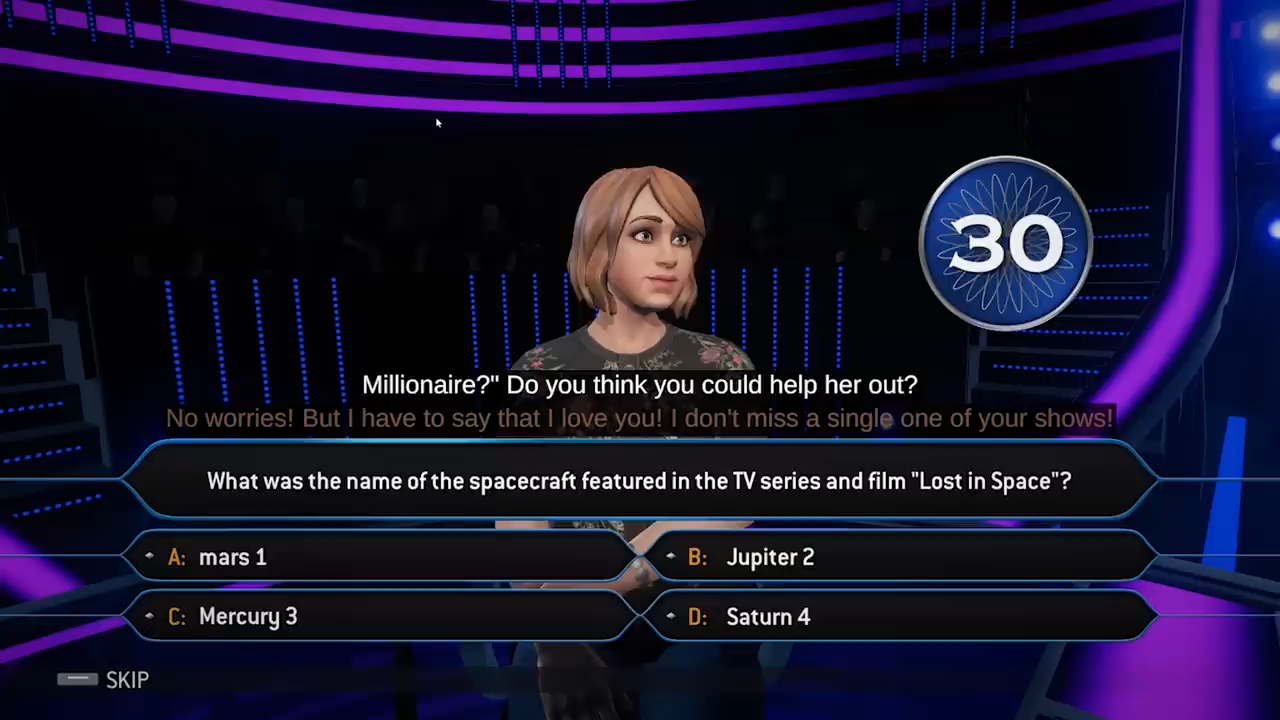 30
Millionaire?" Do you think you could help her out?
No worries! But I have to say that I love you! I don't miss a single one of your shows!
What was the name of the spacecraft featured in the TV series and film "Lost in Space"?
A: mars 1
B: Jupiter 2
C: Mercury 3
D: Saturn 4
SKIP